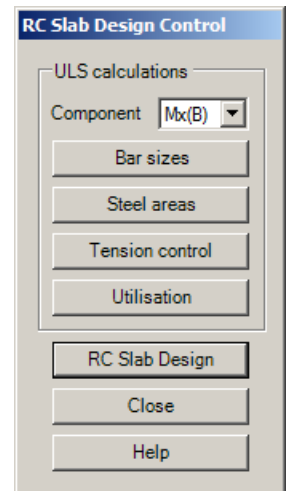 RC Slab Design Control
ULS calculations
Component Mx(B)
Bar sizes
Steel areas
Tension control
Utilisation
RC Slab Design
Close
Help